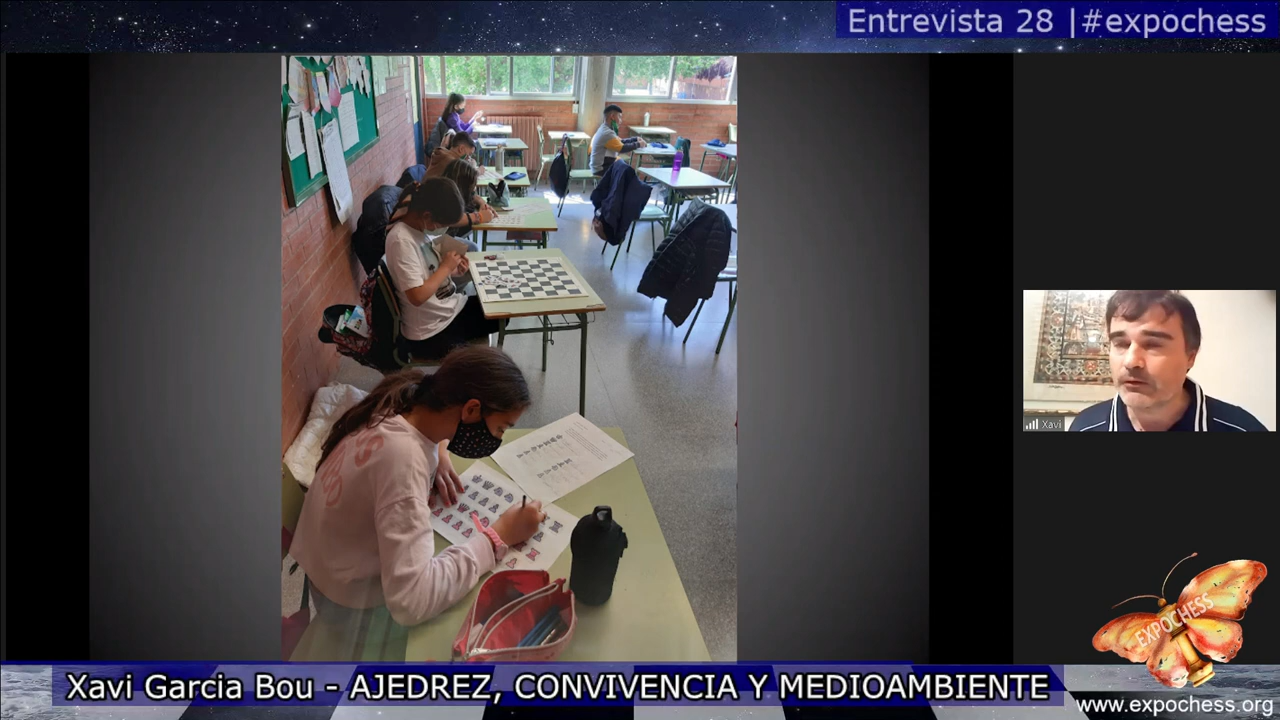 Entrevista 28 | #expochess
Xavi
EXPOCHESS
Xavi Garcia Bou - AJEDREZ, CONVIVENCIA Y MEDIOAMBIENTE
www.expochess.org